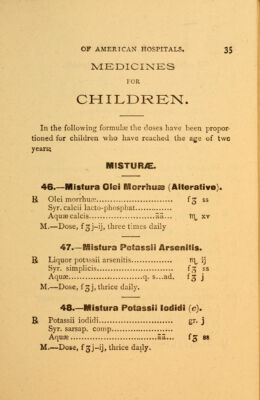 OF AMERICAN HOSPITALS. 35
MEDICINES
FOR
CHILDREN.
In the following formulæ the doses have been propor-
tioned for children who have reached the age of two
years:
MISTURÆ.
46.—Mistura Olei Morrhuæ (Alterative).
℞ Olei morrhuæ........................ f ʒ ss
Syr. calcii lacto-phosphat.............
Aquæ calcis........................āā... ♏ xv
M.—Dose, f ʒ j–ij, three times daily
47.—Mistura Potassii Arsenitis.
℞ Liquor potassii arsenitis............... ♏ ij
Syr. simplicis........................ f ʒ ss
Aquæ........................q. s...ad. f ʒ j
M.—Dose, f ʒ j, thrice daily.
48.—Mistura Potassii Iodidi (c).
℞ Potassii iodidi........................ gr. j
Syr. sarsap. comp.....................
Aquæ..............................āā.... f ʒ ss
M.—Dose, f ʒ j–ij, thrice daily.